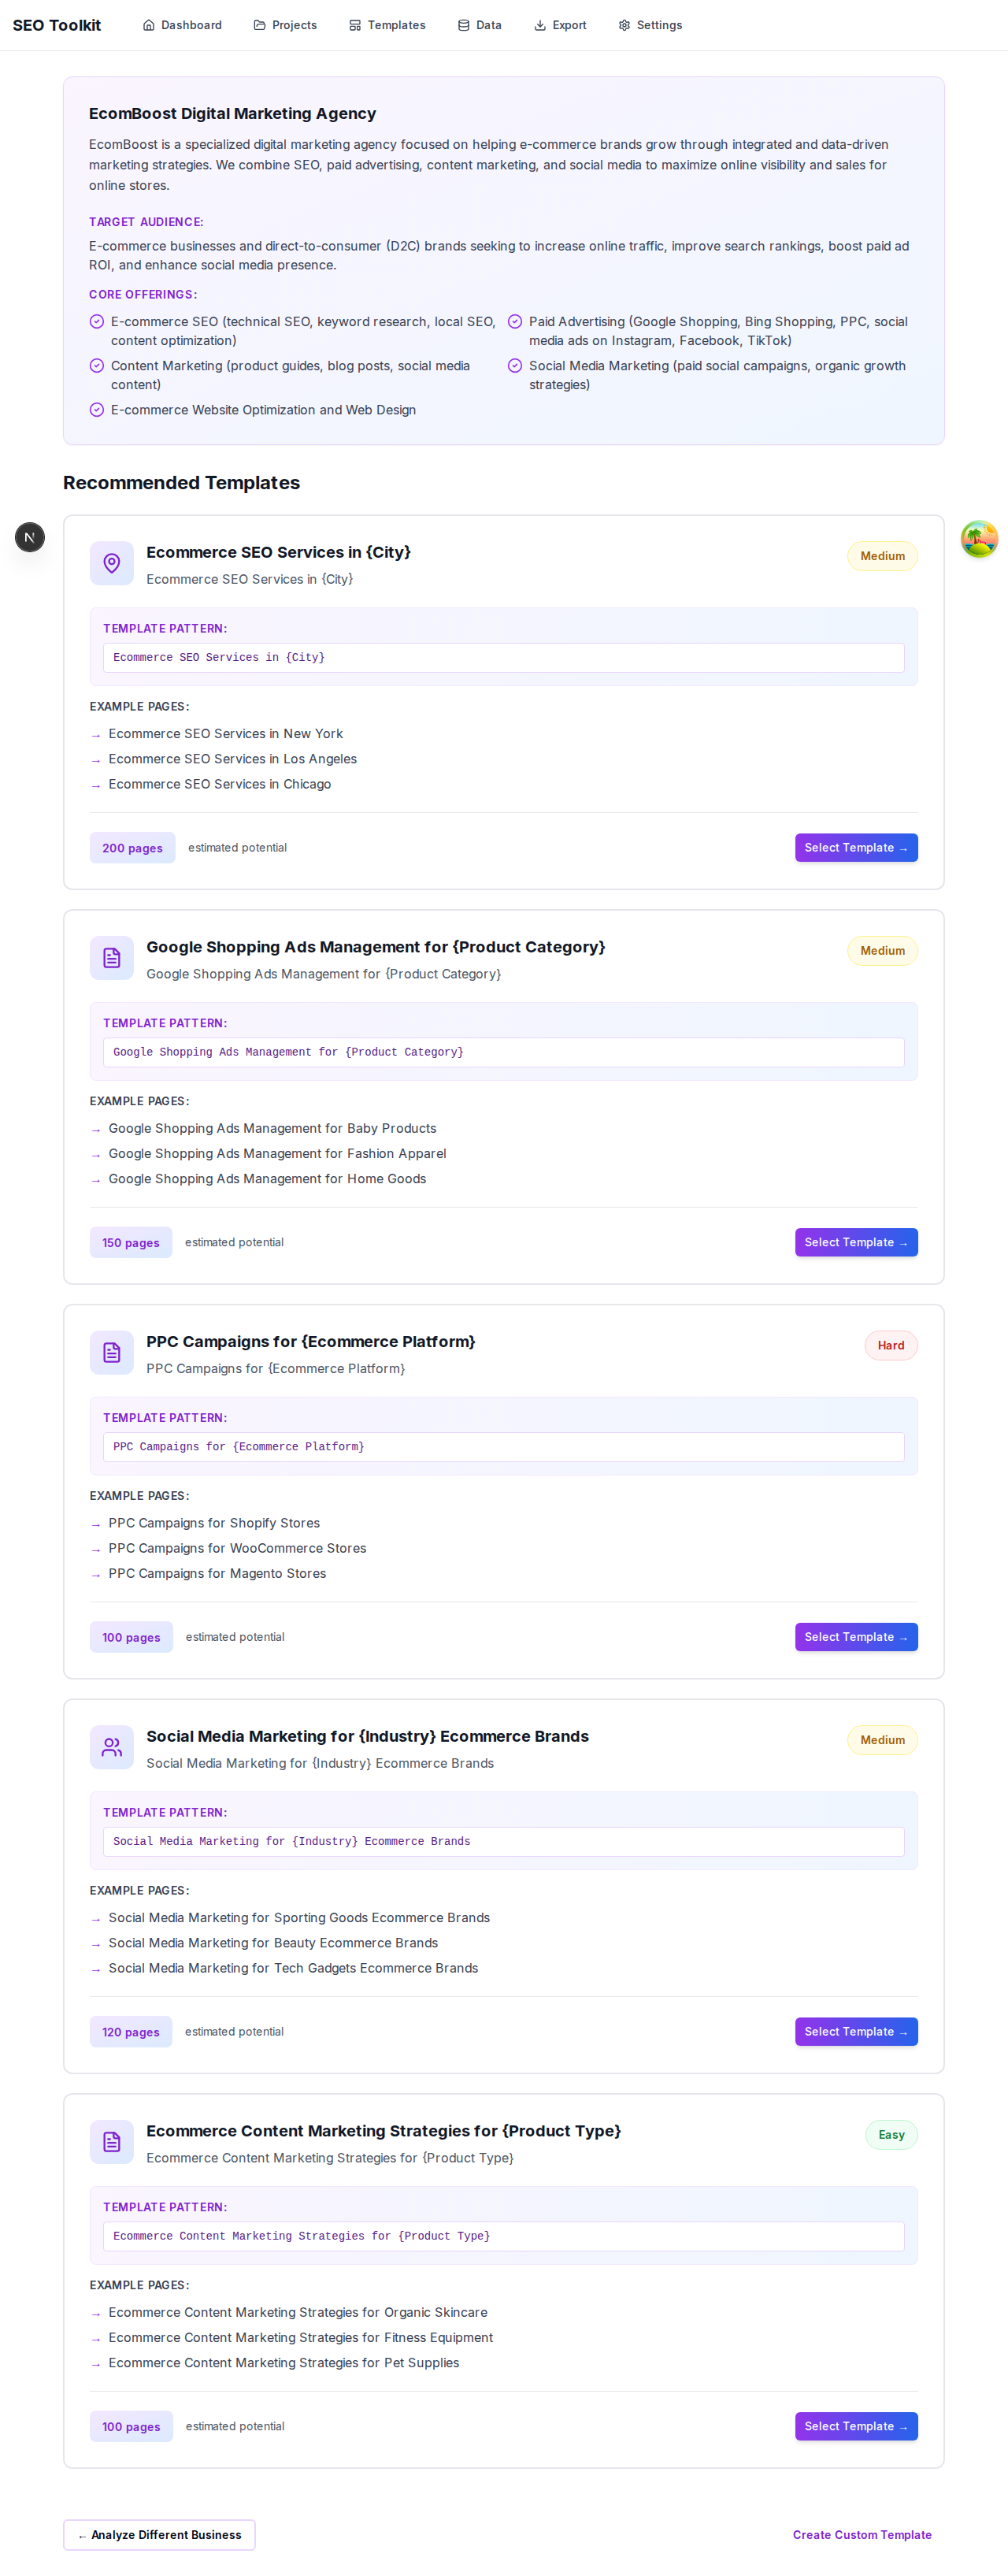 SEO Toolkit
Dashboard
Projects
Templates
Data
Export
Settings
EcomBoost Digital Marketing Agency
EcomBoost is a specialized digital marketing agency focused on helping e-commerce brands grow through integrated and data-driven
marketing strategies. We combine SEO, paid advertising, content marketing, and social media to maximize online visibility and sales for
online stores.
TARGET AUDIENCE:
E-commerce businesses and direct-to-consumer (D2C) brands seeking to increase online traffic, improve search rankings, boost paid ad
ROI, and enhance social media presence.
CORE OFFERINGS:
E-commerce SEO (technical SEO, keyword research, local SEO,
content optimization)
Paid Advertising (Google Shopping, Bing Shopping, PPC, social
media ads on Instagram, Facebook, TikTok)
Content Marketing (product guides, blog posts, social media
content)
Social Media Marketing (paid social campaigns, organic growth
strategies)
E-commerce Website Optimization and Web Design
Recommended Templates
N
Ecommerce SEO Services in {City}
Medium
Ecommerce SEO Services in {City}
TEMPLATE PATTERN:
Ecommerce SEO Services in {City}
EXAMPLE PAGES:
→ Ecommerce SEO Services in New York
→ Ecommerce SEO Services in Los Angeles
→ Ecommerce SEO Services in Chicago
200 pages
estimated potential
Select Template →
Google Shopping Ads Management for {Product Category}
Medium
Google Shopping Ads Management for {Product Category}
TEMPLATE PATTERN:
Google Shopping Ads Management for {Product Category}
EXAMPLE PAGES:
→ Google Shopping Ads Management for Baby Products
→ Google Shopping Ads Management for Fashion Apparel
→ Google Shopping Ads Management for Home Goods
150 pages
estimated potential
Select Template →
PPC Campaigns for {Ecommerce Platform}
Hard
PPC Campaigns for {Ecommerce Platform}
TEMPLATE PATTERN:
PPC Campaigns for {Ecommerce Platform}
EXAMPLE PAGES:
→ PPC Campaigns for Shopify Stores
→ PPC Campaigns for WooCommerce Stores
→ PPC Campaigns for Magento Stores
100 pages
estimated potential
Select Template →
Social Media Marketing for {Industry} Ecommerce Brands
Medium
Social Media Marketing for {Industry} Ecommerce Brands
TEMPLATE PATTERN:
Social Media Marketing for {Industry} Ecommerce Brands
EXAMPLE PAGES:
→ Social Media Marketing for Sporting Goods Ecommerce Brands
→ Social Media Marketing for Beauty Ecommerce Brands
→ Social Media Marketing for Tech Gadgets Ecommerce Brands
120 pages
estimated potential
Select Template →
Ecommerce Content Marketing Strategies for {Product Type}
Easy
Ecommerce Content Marketing Strategies for {Product Type}
TEMPLATE PATTERN:
Ecommerce Content Marketing Strategies for {Product Type}
EXAMPLE PAGES:
→ Ecommerce Content Marketing Strategies for Organic Skincare
→ Ecommerce Content Marketing Strategies for Fitness Equipment
→ Ecommerce Content Marketing Strategies for Pet Supplies
100 pages
estimated potential
Select Template →
← Analyze Different Business
Create Custom Template